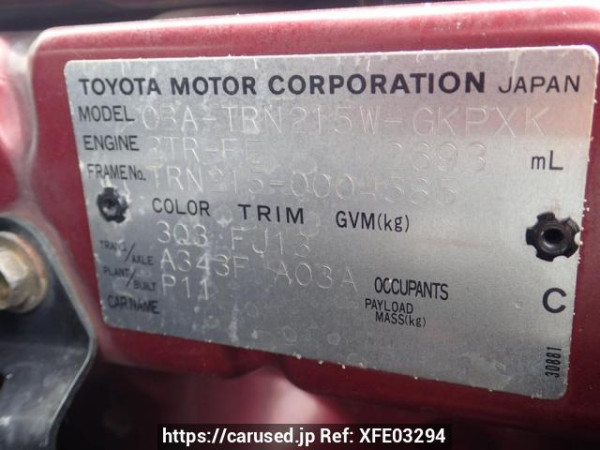 TOYOTA MOTOR CORPORATION JAPAN
MODEL CBA-TRN215W-GKPXK
ENGINE 2TR-FE 2693 mL
FRAME No. TRN215-
COLOR TRIM GVM(kg)
3Q3 FJ13
TRANS./AXLE A343F A03A
PLANT/BUILT P11 OCCUPANTS C
CAR NAME PAYLOAD
MASS(kg)
30881
https://carused.jp Ref: XFE03294